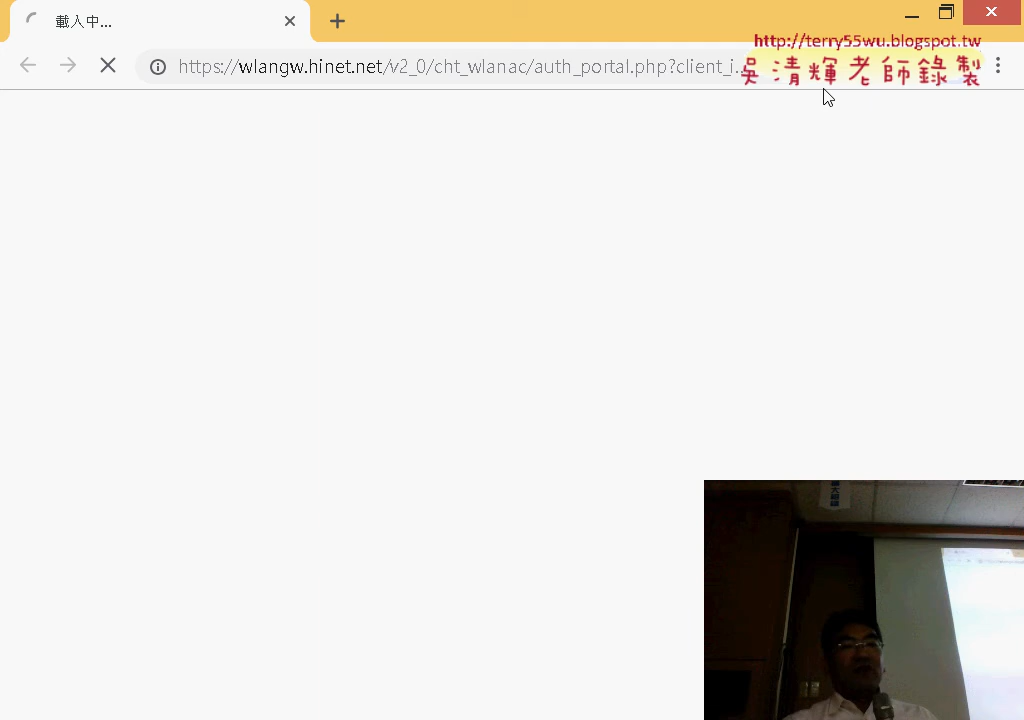 載入中...
http://terry55wu.blogspot.tw
https://wlangw.hinet.net/v2_0/cht_wlanac/auth_portal.php?client_i...
吳清輝老師錄製